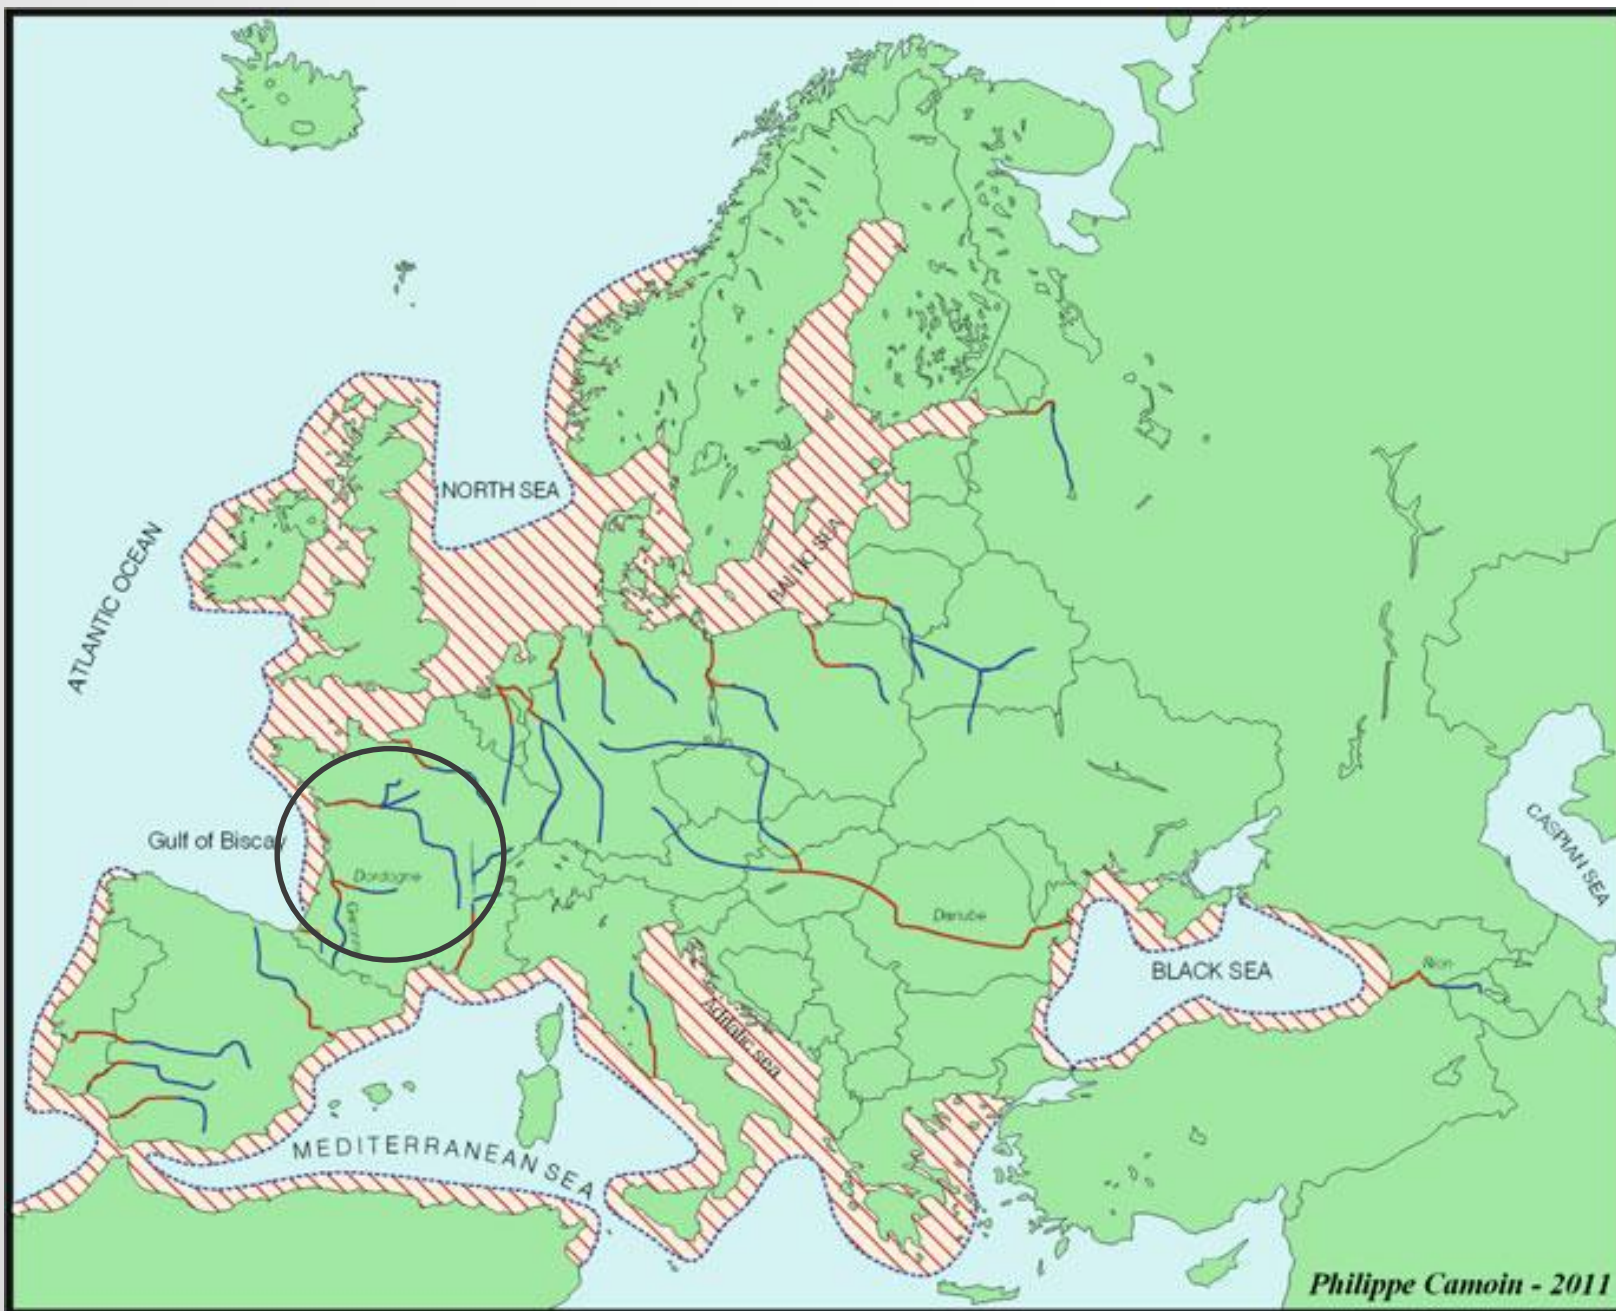 NORTH SEA
ATLANTIC OCEAN
BALTIC SEA
Gulf of Biscay
Dordogne
CASPIAN SEA
Danube
BLACK SEA
Rion
Adriatic sea
MEDITERRANEAN SEA
Philippe Camoin - 2011